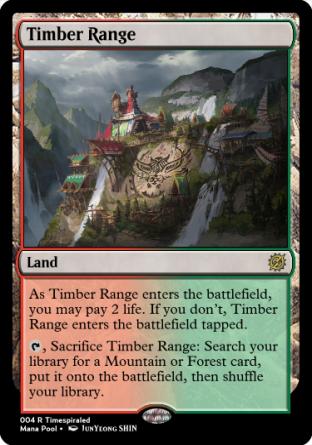 Timber Range
Land
As Timber Range enters the battlefield,
you may pay 2 life. If you don't, Timber
Range enters the battlefield tapped.
, Sacrifice Timber Range: Search your
library for a Mountain or Forest card,
put it onto the battlefield, then shuffle
your library.
004 R Timespiraled
Mana Pool • JUNYEONG SHIN